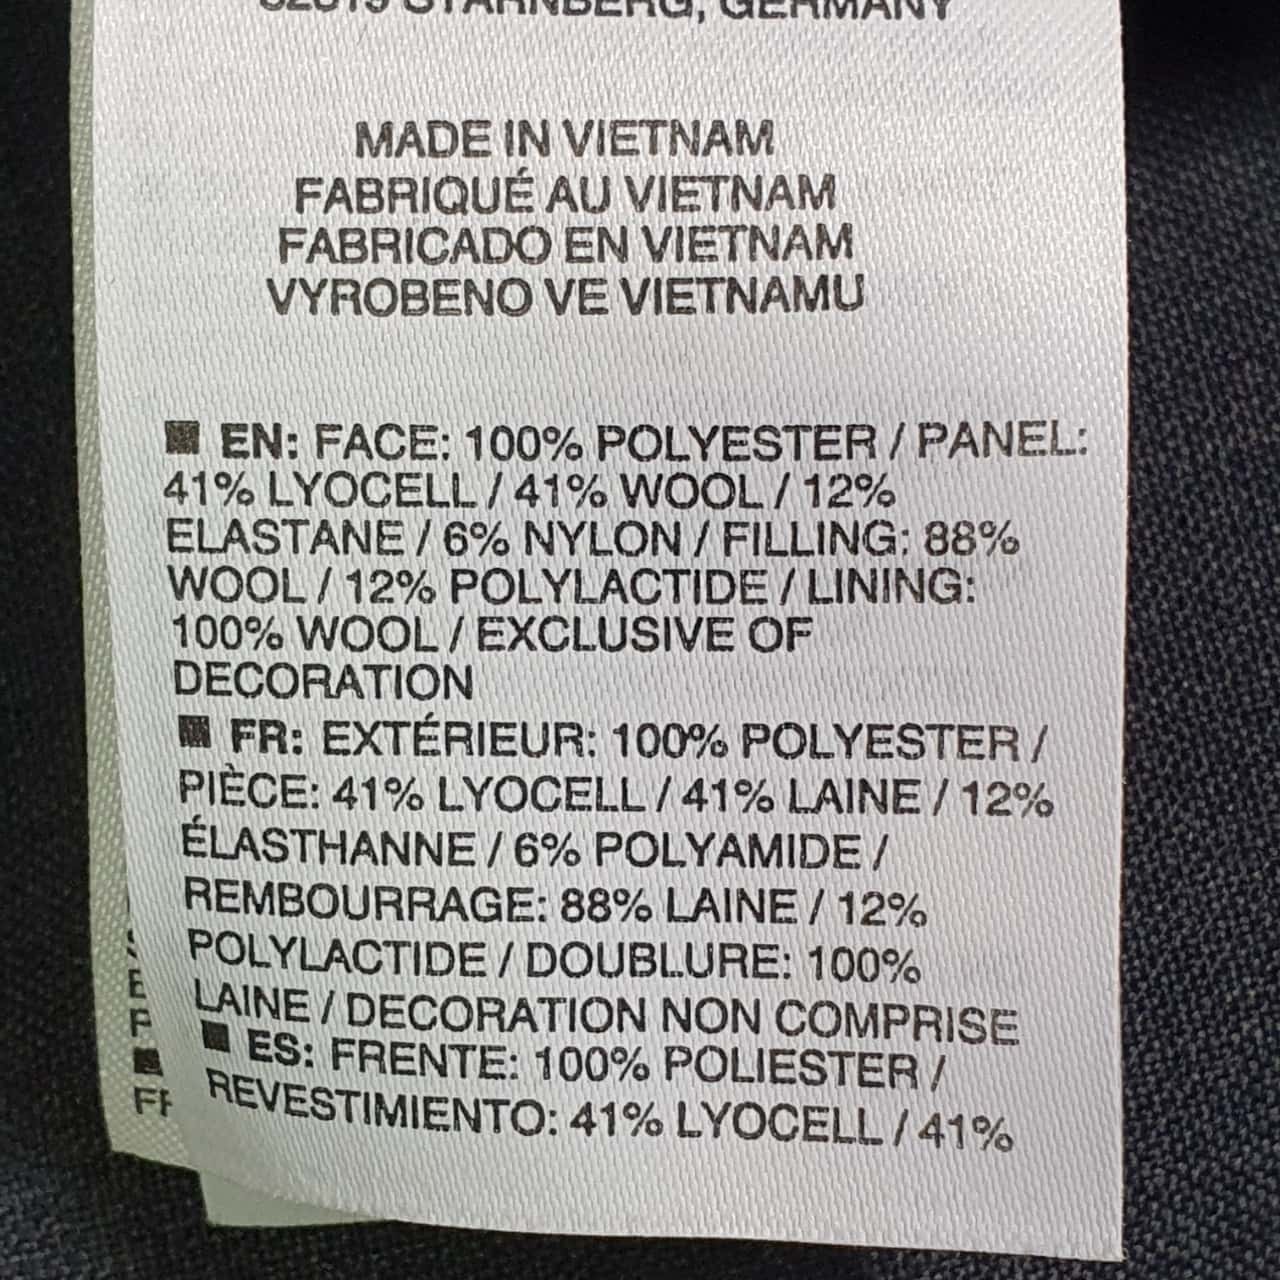 82319 STARNBERG, GERMANY
MADE IN VIETNAM
FABRIQUÉ AU VIETNAM
FABRICADO EN VIETNAM
VYROBENO VE VIETNAMU
■ EN: FACE: 100% POLYESTER / PANEL:
41% LYOCELL / 41% WOOL / 12%
ELASTANE / 6% NYLON / FILLING: 88%
WOOL / 12% POLYLACTIDE / LINING:
100% WOOL / EXCLUSIVE OF
DECORATION
■ FR: EXTÉRIEUR: 100% POLYESTER /
PIÈCE: 41% LYOCELL / 41% LAINE / 12%
ÉLASTHANNE / 6% POLYAMIDE /
REMBOURRAGE: 88% LAINE / 12%
POLYLACTIDE / DOUBLURE: 100%
LAINE / DECORATION NON COMPRISE
■ ES: FRENTE: 100% POLIESTER /
REVESTIMIENTO: 41% LYOCELL / 41%